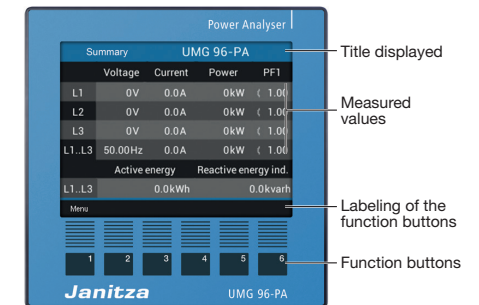 Power Analyser
Summary UMG 96-PA
Title displayed
Voltage Current Power PF1
L1 0V 0.0A 0kW ( 1.00
Measured values
L2 0V 0.0A 0kW ( 1.00
L3 0V 0.0A 0kW ( 1.00
L1..L3 50.00Hz 0.0A 0kW ( 1.00
Active energy Reactive energy ind.
L1..L3 0.0kWh 0.0kvarh
Menu
Labeling of the
function buttons
1 2 3 4 5 6
Function buttons
Janitza UMG 96-PA